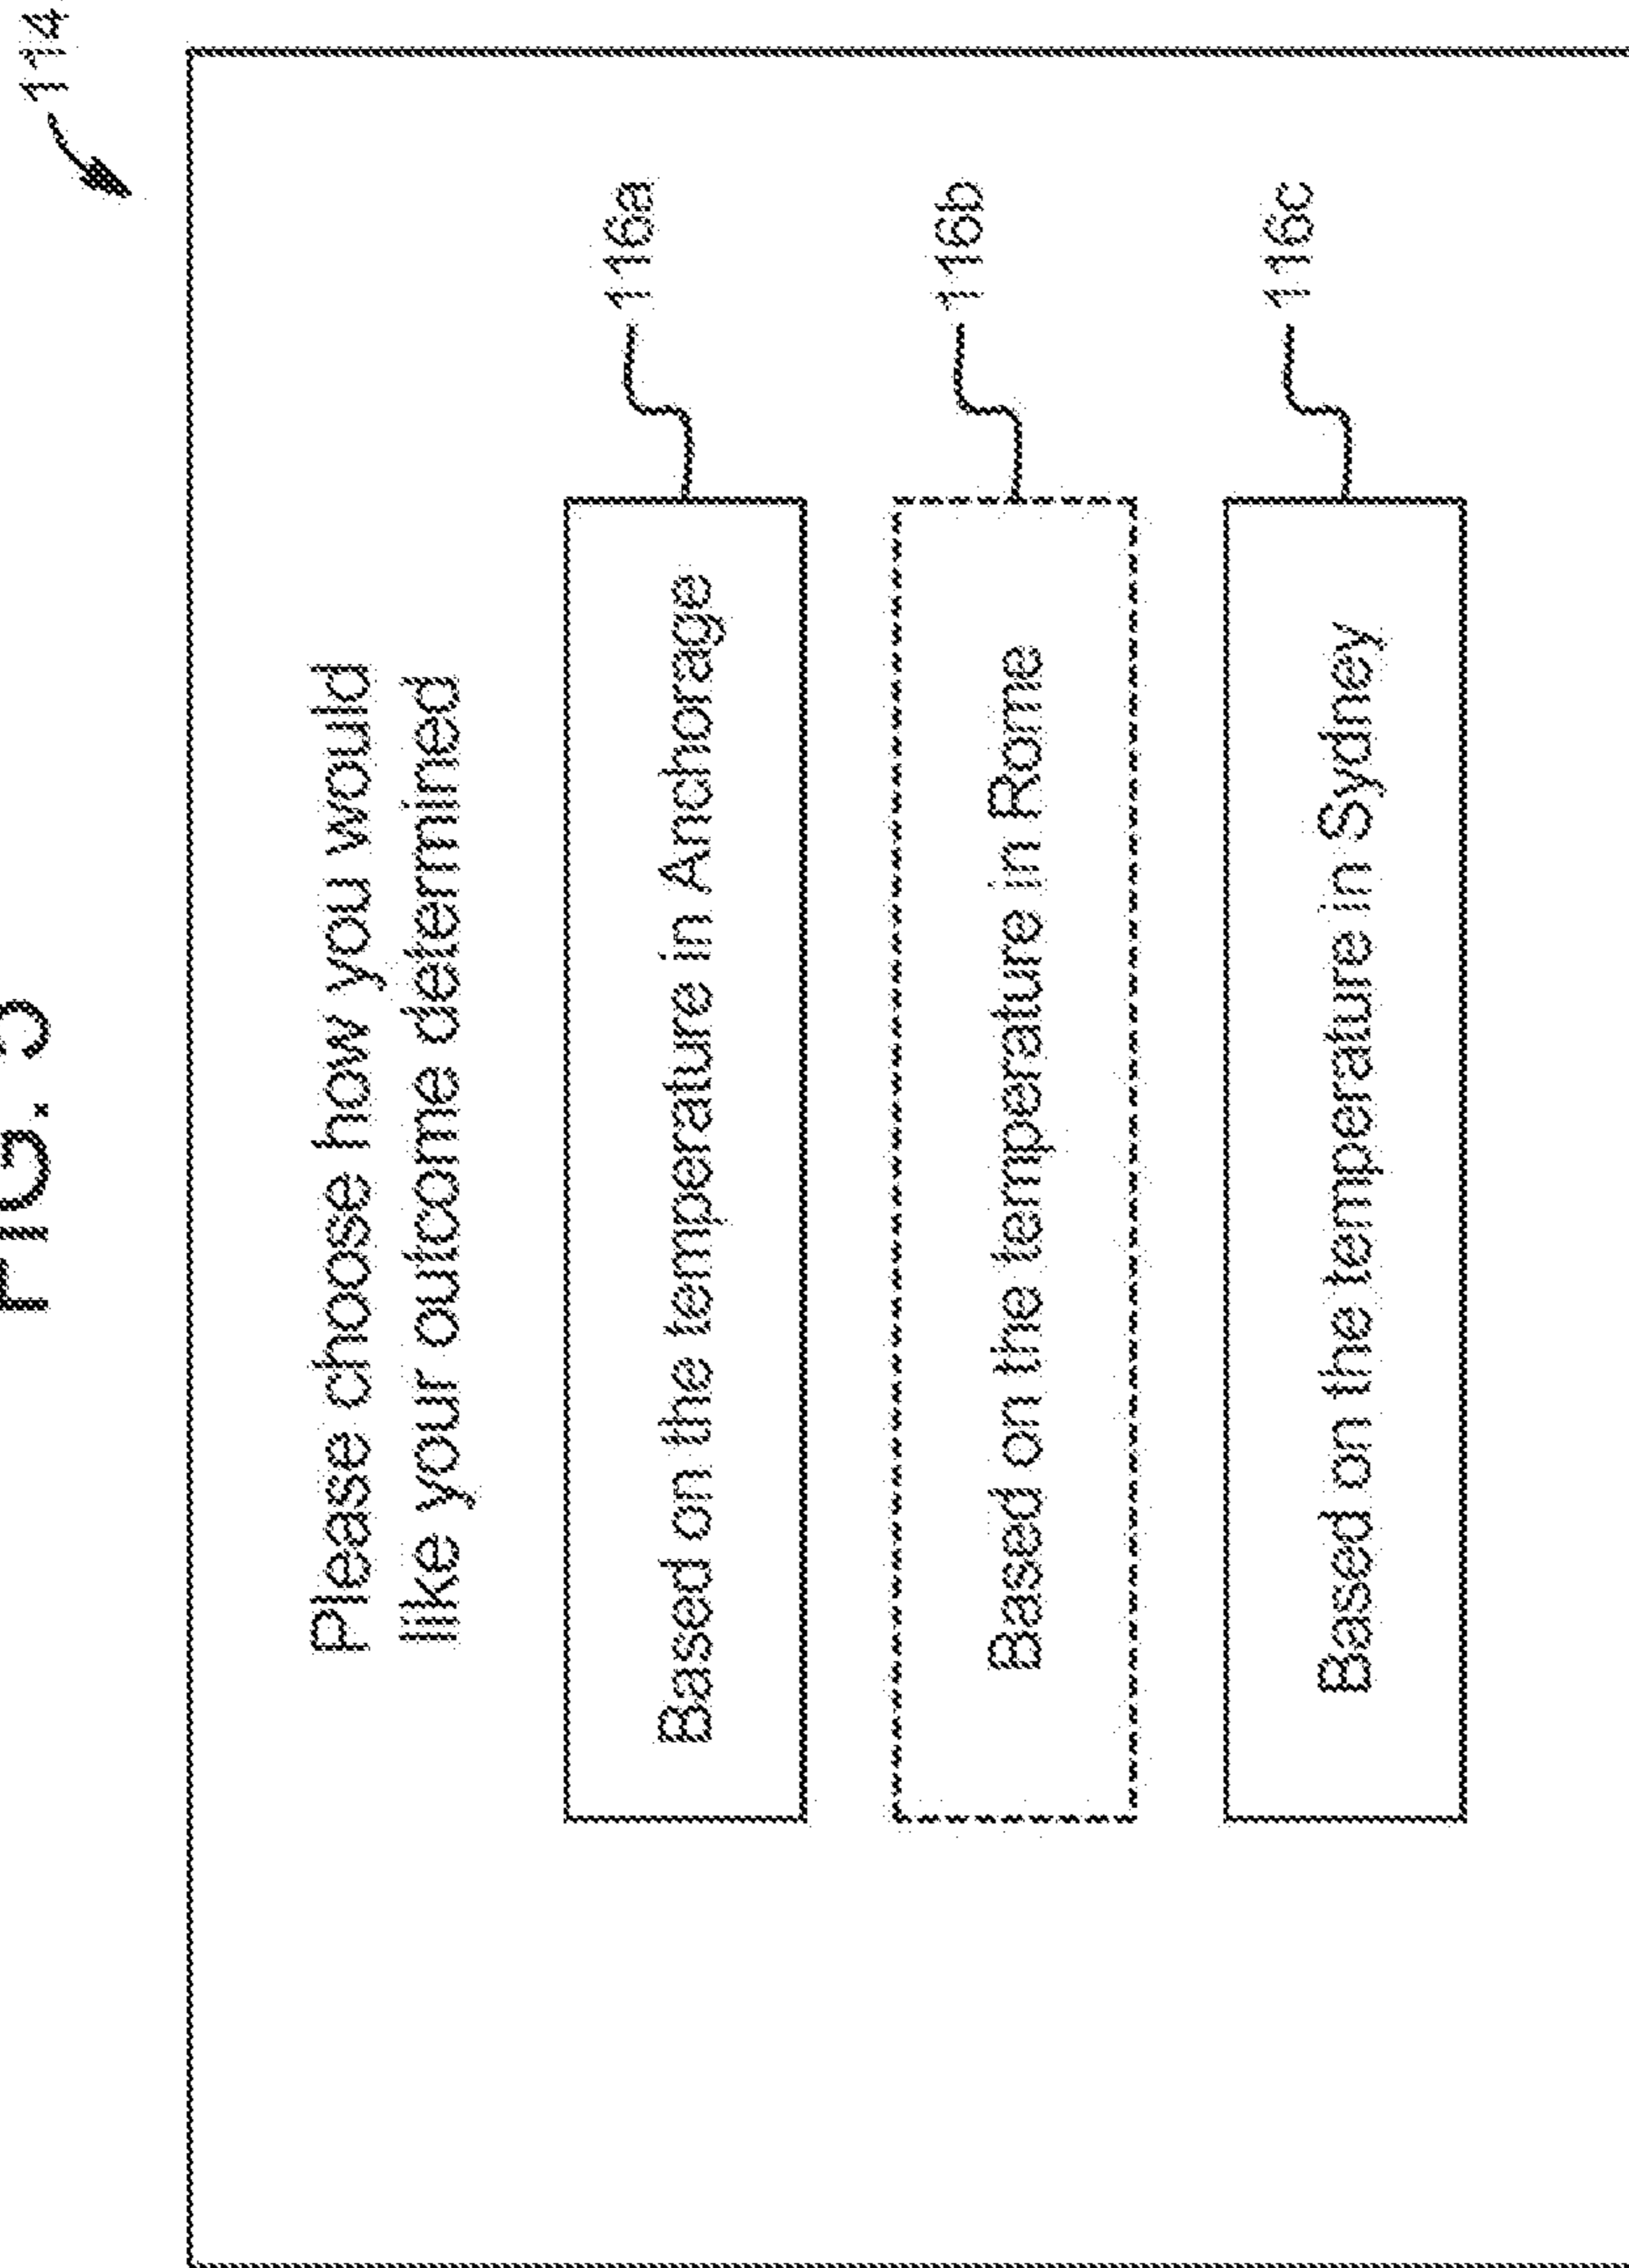 FIG.
114
Please choose how you would
like your outcome determined
Based on the temperature in Anchorage
116a
Based on the temperature in Rome
116b
Based on the temperature in Sydney
116c